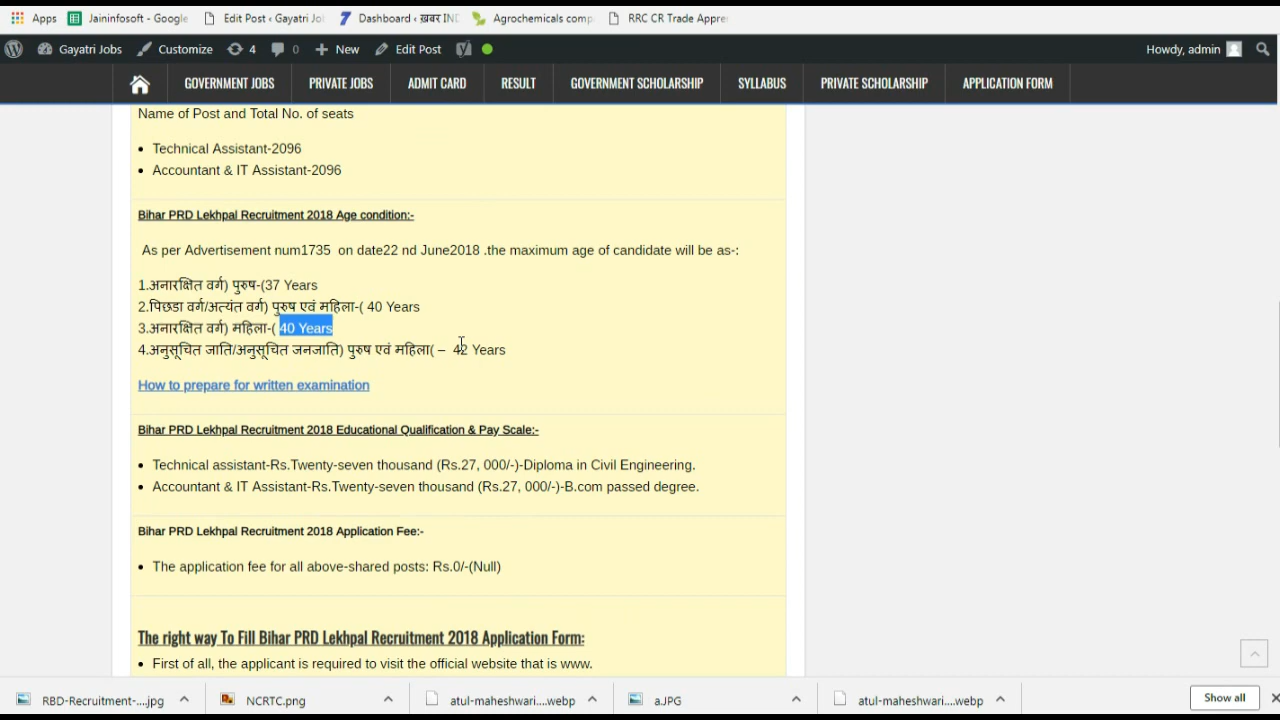 Apps Jaininfosoft - Google Edit Post ‹ Gayatri Jo Dashboard ‹ ख़बर IN Agrochemicals comp RRC CR Trade Appre
Gayatri Jobs Customize 4 0 New Edit Post Howdy, admin
GOVERNMENT JOBS PRIVATE JOBS ADMIT CARD RESULT GOVERNMENT SCHOLARSHIP SYLLABUS PRIVATE SCHOLARSHIP APPLICATION FORM
Name of Post and Total No. of seats
Technical Assistant-2096
Accountant & IT Assistant-2096
Bihar PRD Lekhpal Recruitment 2018 Age condition:-
As per Advertisement num1735 on date22 nd June2018 .the maximum age of candidate will be as-:
1.अनारक्षित वर्ग) पुरुष-(37 Years
2.पिछडा वर्ग/अत्यंत वर्ग) पुरुष एवं महिला-( 40 Years
3.अनारक्षित वर्ग) महिला-( 40 Years
4.अनुसूचित जाति/अनुसूचित जनजाति) पुरुष एवं महिला( – 42 Years
How to prepare for written examination
Bihar PRD Lekhpal Recruitment 2018 Educational Qualification & Pay Scale:-
Technical assistant-Rs.Twenty-seven thousand (Rs.27, 000/-)-Diploma in Civil Engineering.
Accountant & IT Assistant-Rs.Twenty-seven thousand (Rs.27, 000/-)-B.com passed degree.
Bihar PRD Lekhpal Recruitment 2018 Application Fee:-
The application fee for all above-shared posts: Rs.0/-(Null)
The right way To Fill Bihar PRD Lekhpal Recruitment 2018 Application Form:
First of all, the applicant is required to visit the official website that is www.
RBD-Recruitment-....jpg NCRTC.png atul-maheshwari....webp a.JPG atul-maheshwari....webp Show all